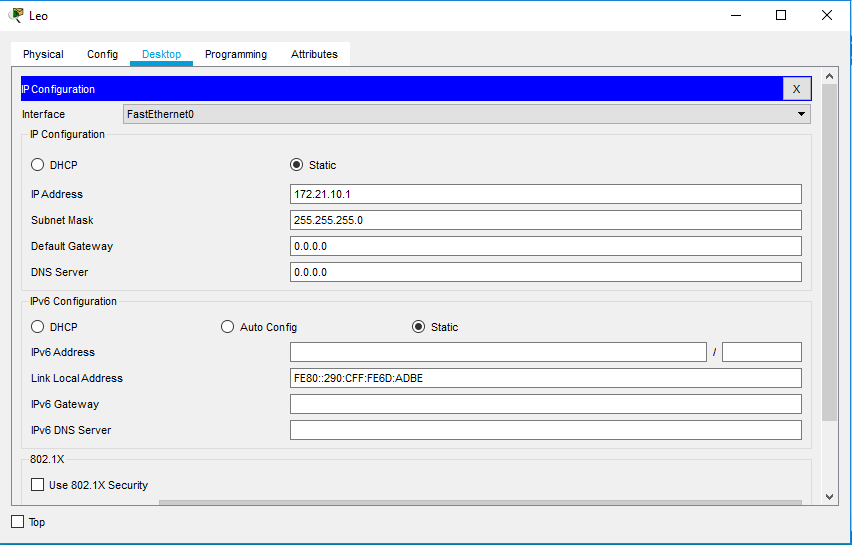 Leo
Physical Config Desktop Programming Attributes
IP Configuration X
Interface FastEthernet0
IP Configuration
DHCP Static
IP Address 172.21.10.1
Subnet Mask 255.255.255.0
Default Gateway 0.0.0.0
DNS Server 0.0.0.0
IPv6 Configuration
DHCP Auto Config Static
IPv6 Address /
Link Local Address FE80::290:CFF:FE6D:ADBE
IPv6 Gateway
IPv6 DNS Server
802.1X
Use 802.1X Security
Top